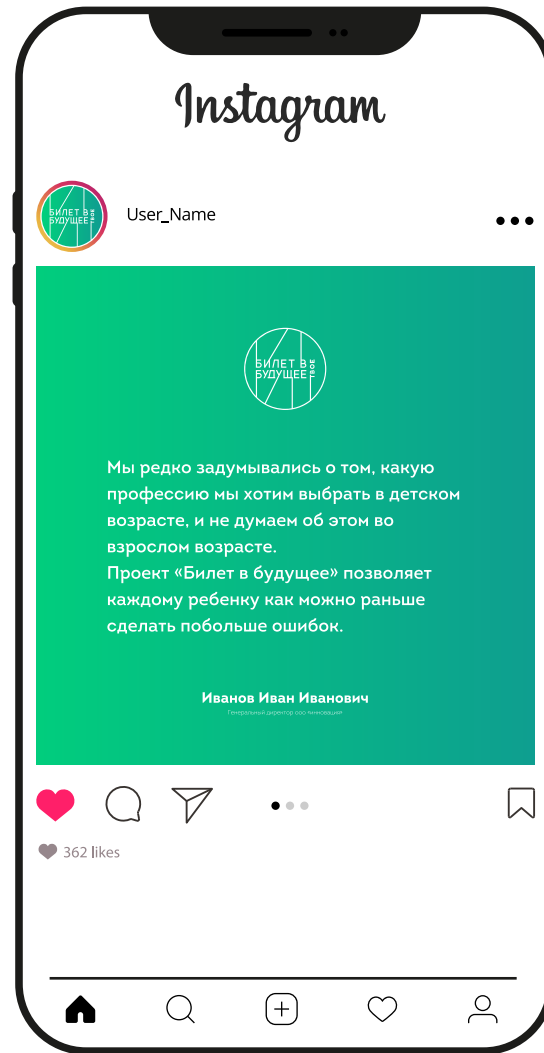 Instagram
БИЛЕТ В
БУДУЩЕЕ
ТВОЕ
User_Name
БИЛЕТ В
БУДУЩЕЕ
ТВОЕ
Мы редко задумывались о том, какую
профессию мы хотим выбрать в детском
возрасте, и не думаем об этом во
взрослом возрасте.
Проект «Билет в будущее» позволяет
каждому ребенку как можно раньше
сделать побольше ошибок.
Иванов Иван Иванович
Генеральный директор ооо «инновация»
362 likes